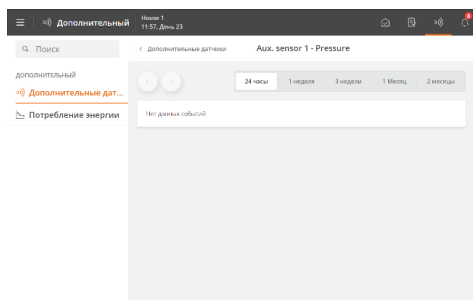 Дополнительный
House 1
11:57, День 23
8
Поиск
Дополнительные датчики
Aux. sensor 1 - Pressure
дополнительный
Дополнительные дат...
Потребление энергии
24 часы
1 неделя
3 недели
1 Месяц
2 месяцы
Нет данных событий